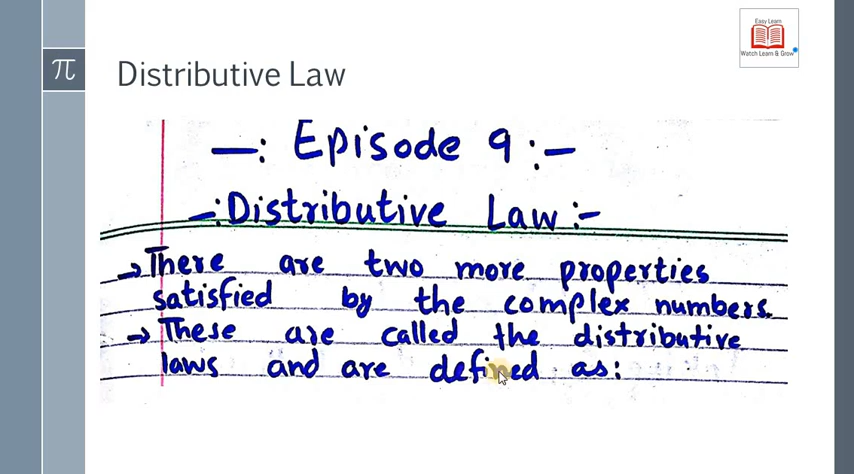 Easy Learn
Watch Learn & Grow
π
Distributive Law
—: Episode 9 :—
—: Distributive Law :—
→ There are two more properties
satisfied by the complex numbers.
→ These are called the distributive
laws and are defined as: